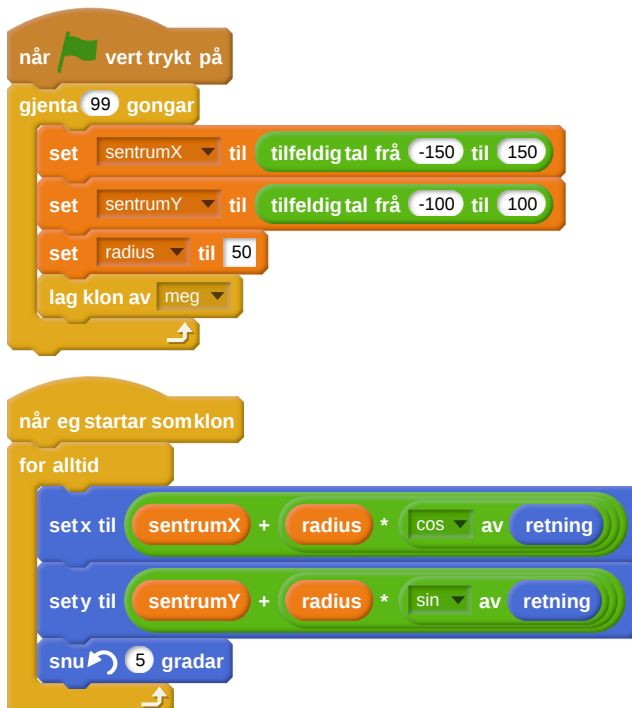 når vert trykt på
gjenta 99 gongar
set sentrumX til tilfeldig tal frå -150 til 150
set sentrumY til tilfeldig tal frå -100 til 100
set radius til 50
lag klon av meg
når eg startar som klon
for alltid
set x til sentrumX + radius * cos av retning
set y til sentrumY + radius * sin av retning
snu 5 gradar